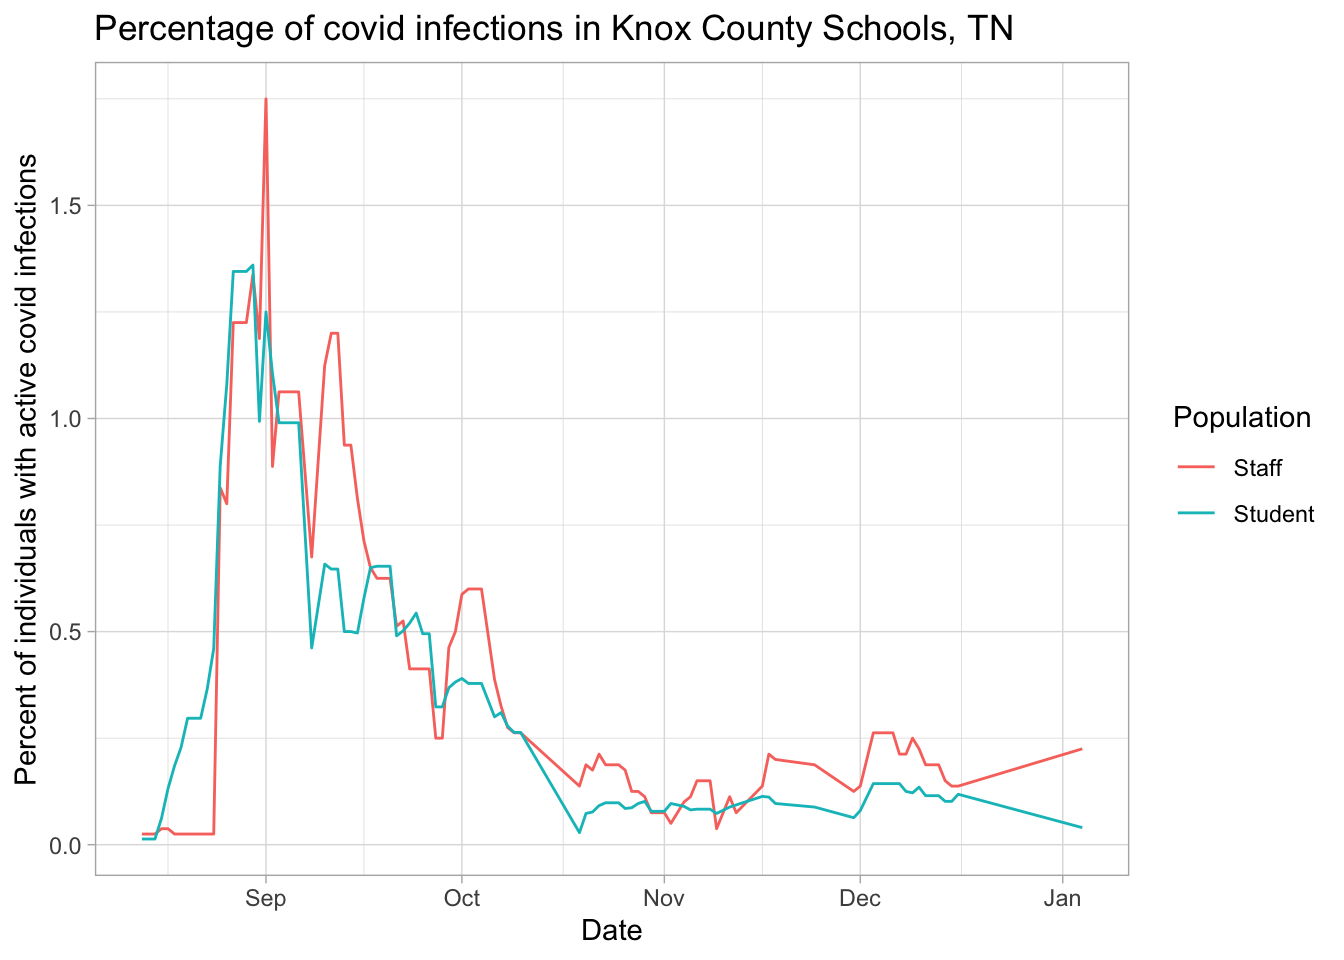 Percentage of covid infections in Knox County Schools, TN
Percent of individuals with active covid infections
1.5
1.0
0.5
0.0
Sep Oct Nov Dec Jan
Date
Population
Staff
Student